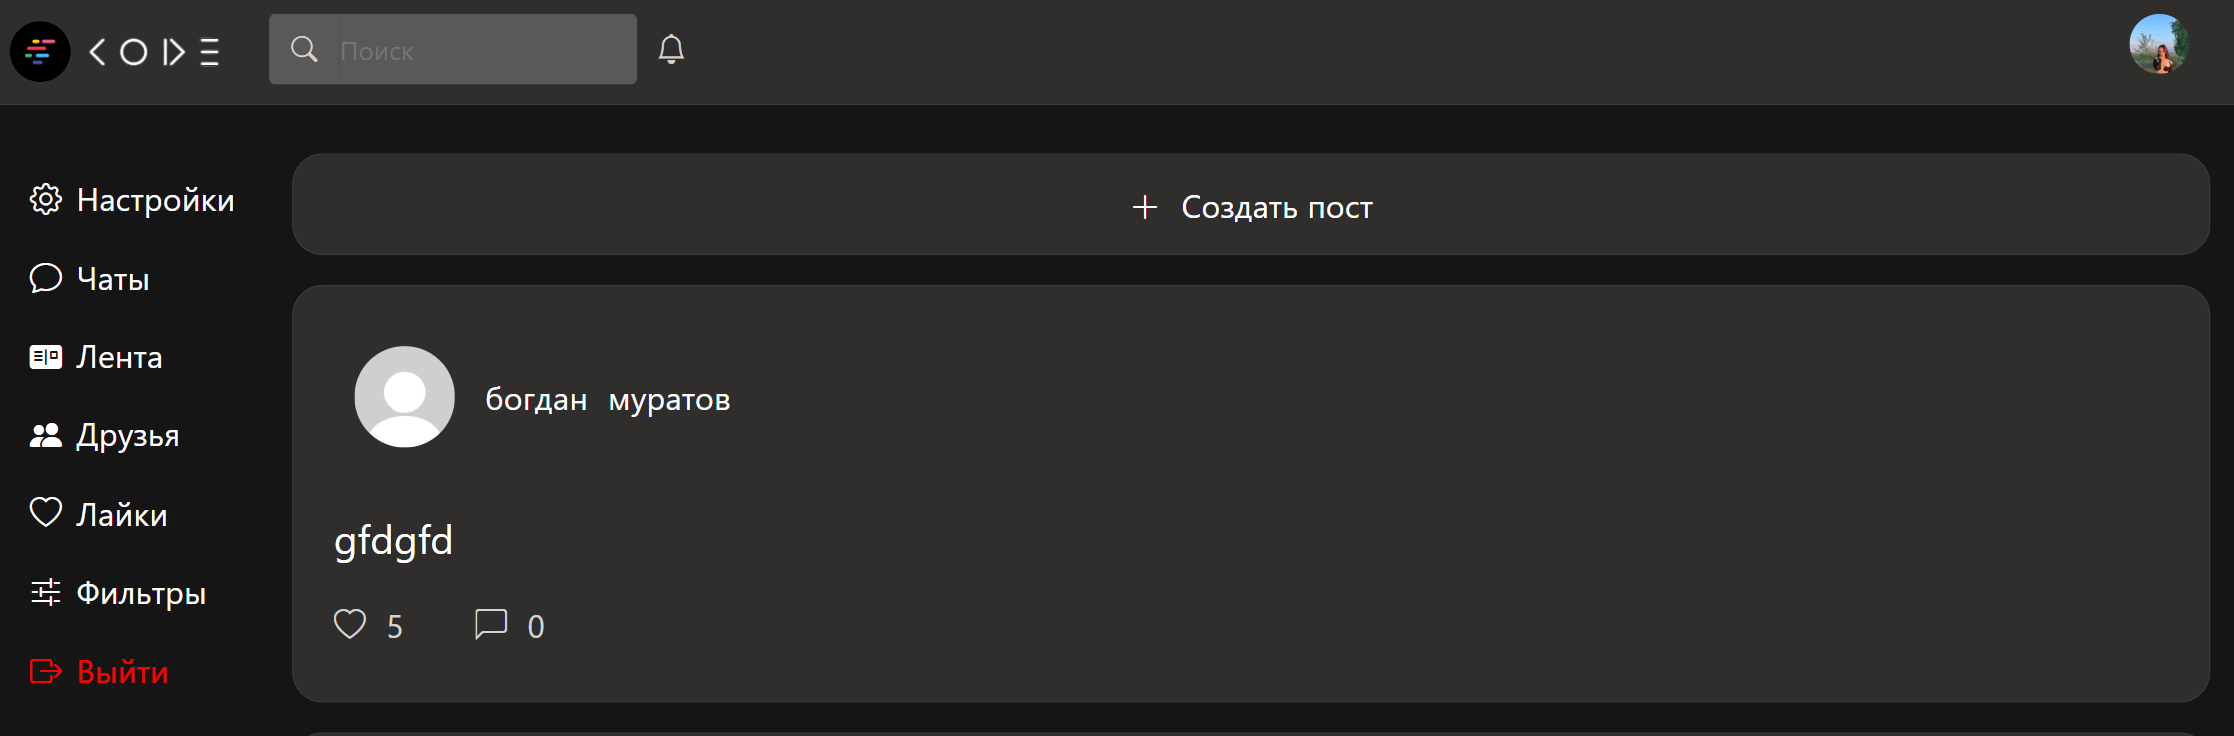 CODE
Поиск
Настройки
Чаты
Лента
Друзья
Лайки
Фильтры
Выйти
Создать пост
богдан муратов
gfdgfd
5 0